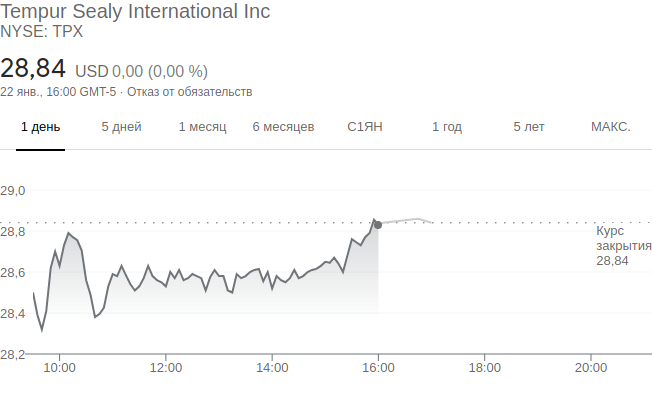 Tempur Sealy International Inc
NYSE: TPX
28,84 USD 0,00 (0,00 %)
22 янв., 16:00 GMT-5 · Отказ от обязательств
1 день 5 дней 1 месяц 6 месяцев С1ЯН 1 год 5 лет МАКС.
29,0
28,8
Курс
закрытия
28,84
28,6
28,4
28,2
10:00 12:00 14:00 16:00 18:00 20:00